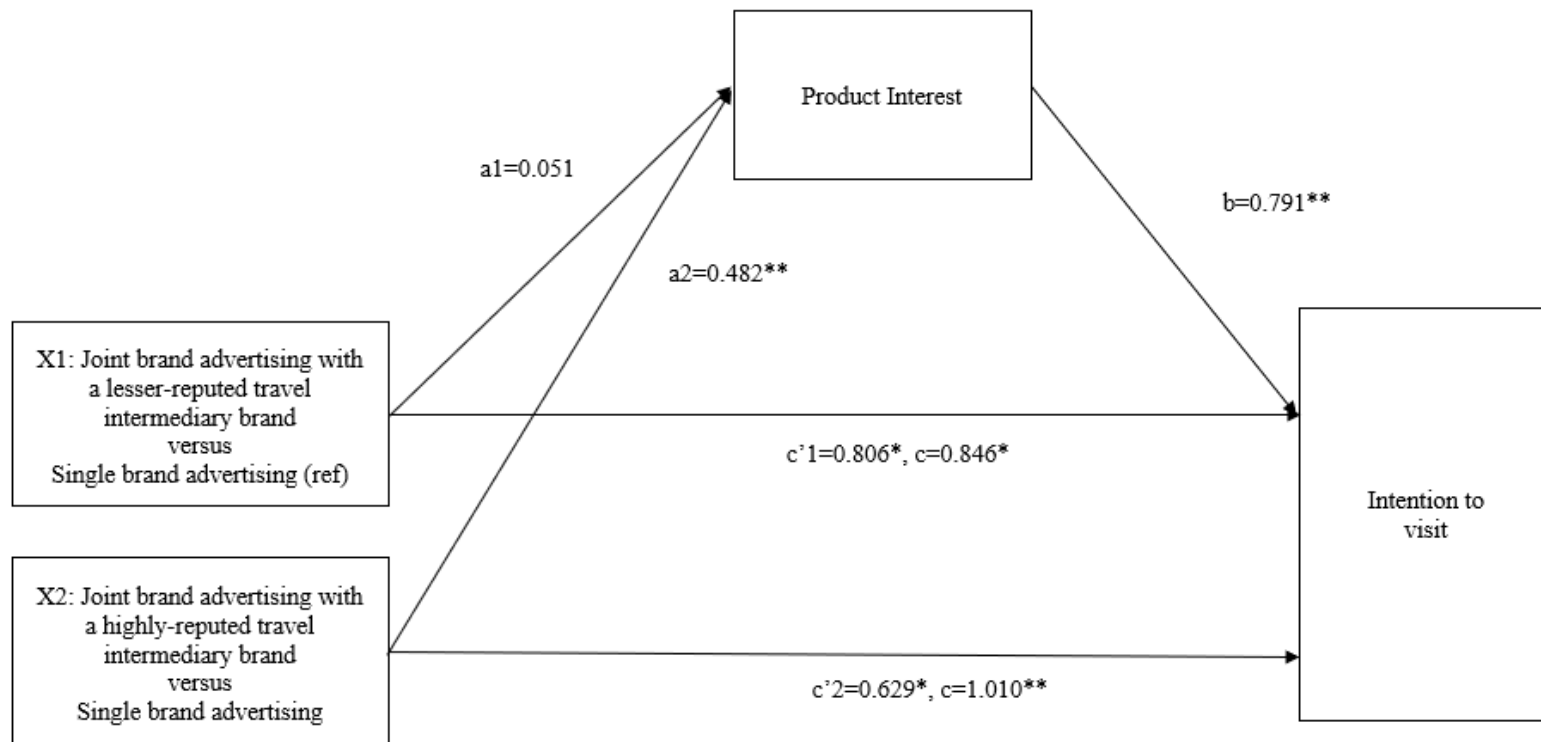 Product Interest
a1=0.051
b=0.791**
a2=0.482**
X1: Joint brand advertising with
a lesser-reputed travel
intermediary brand
versus
Single brand advertising (ref)
c’1=0.806*, c=0.846*
Intention to
visit
X2: Joint brand advertising with
a highly-reputed travel
intermediary brand
versus
Single brand advertising
c’2=0.629*, c=1.010**